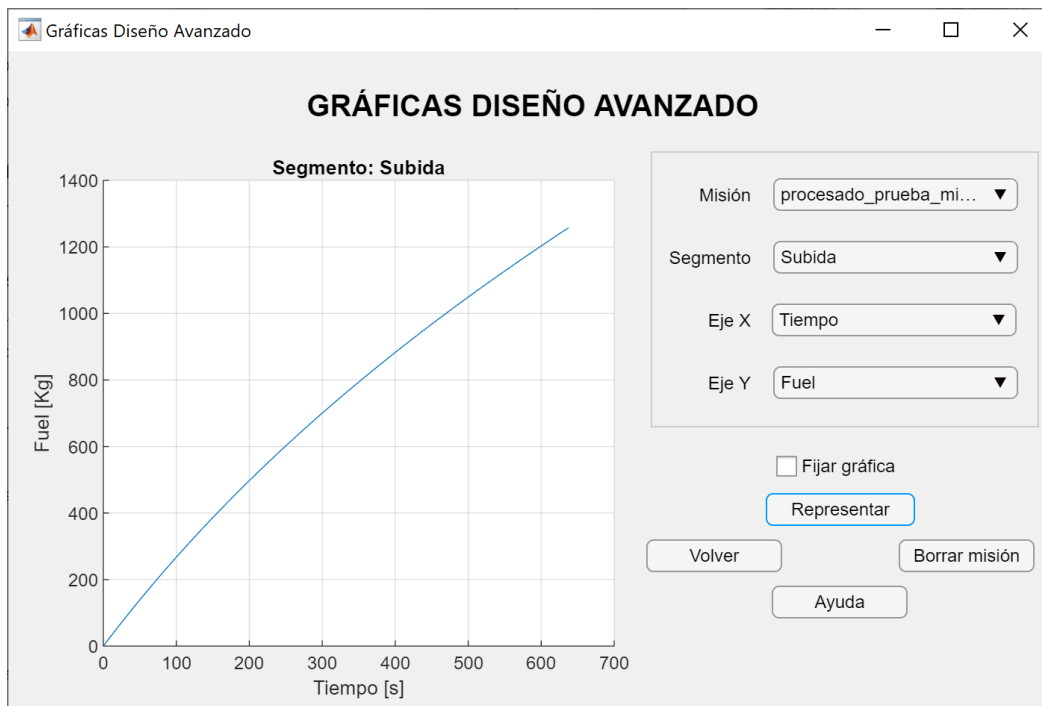 Gráficas Diseño Avanzado
GRÁFICAS DISEÑO AVANZADO
Segmento: Subida
1400
1200
1000
800
600
400
200
0
Fuel [Kg]
0 100 200 300 400 500 600 700
Tiempo [s]
Misión procesado_prueba_mi...
Segmento Subida
Eje X Tiempo
Eje Y Fuel
Fijar gráfica
Representar
Volver Borrar misión
Ayuda